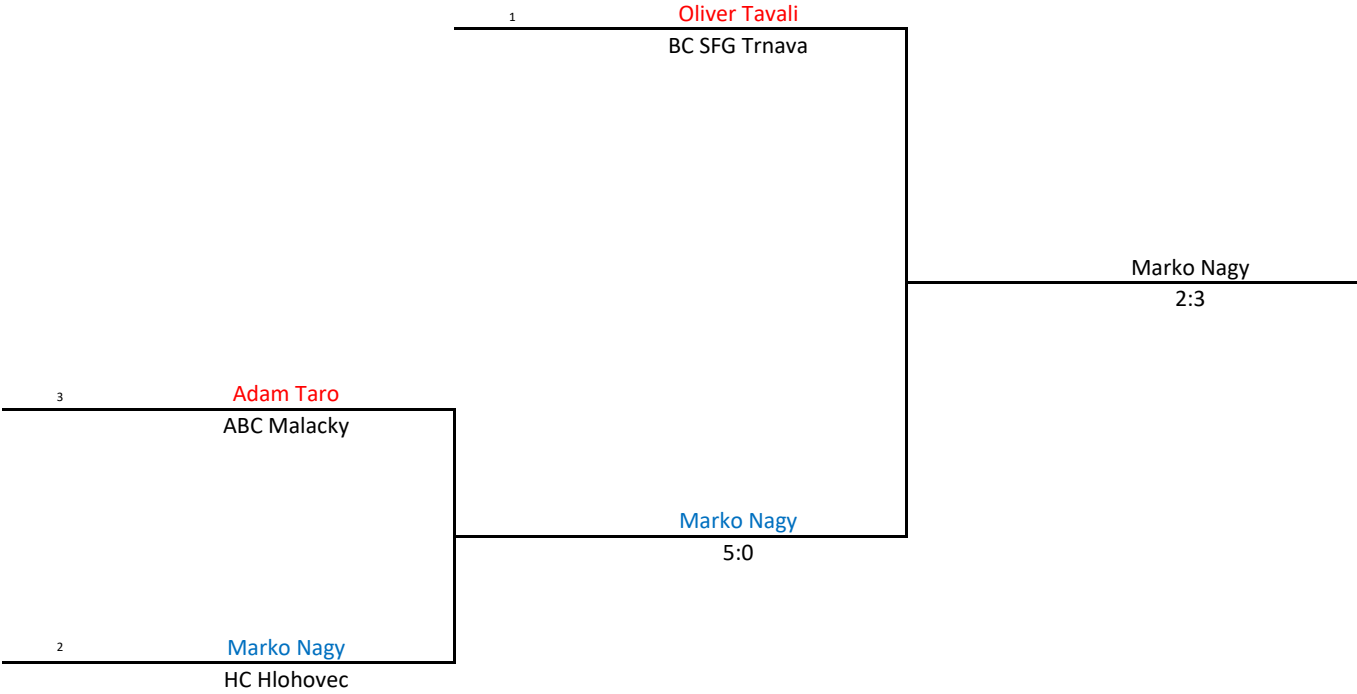 1 Oliver Tavali
BC SFG Trnava
Marko Nagy
2:3
3 Adam Taro
ABC Malacky
Marko Nagy
5:0
2 Marko Nagy
HC Hlohovec